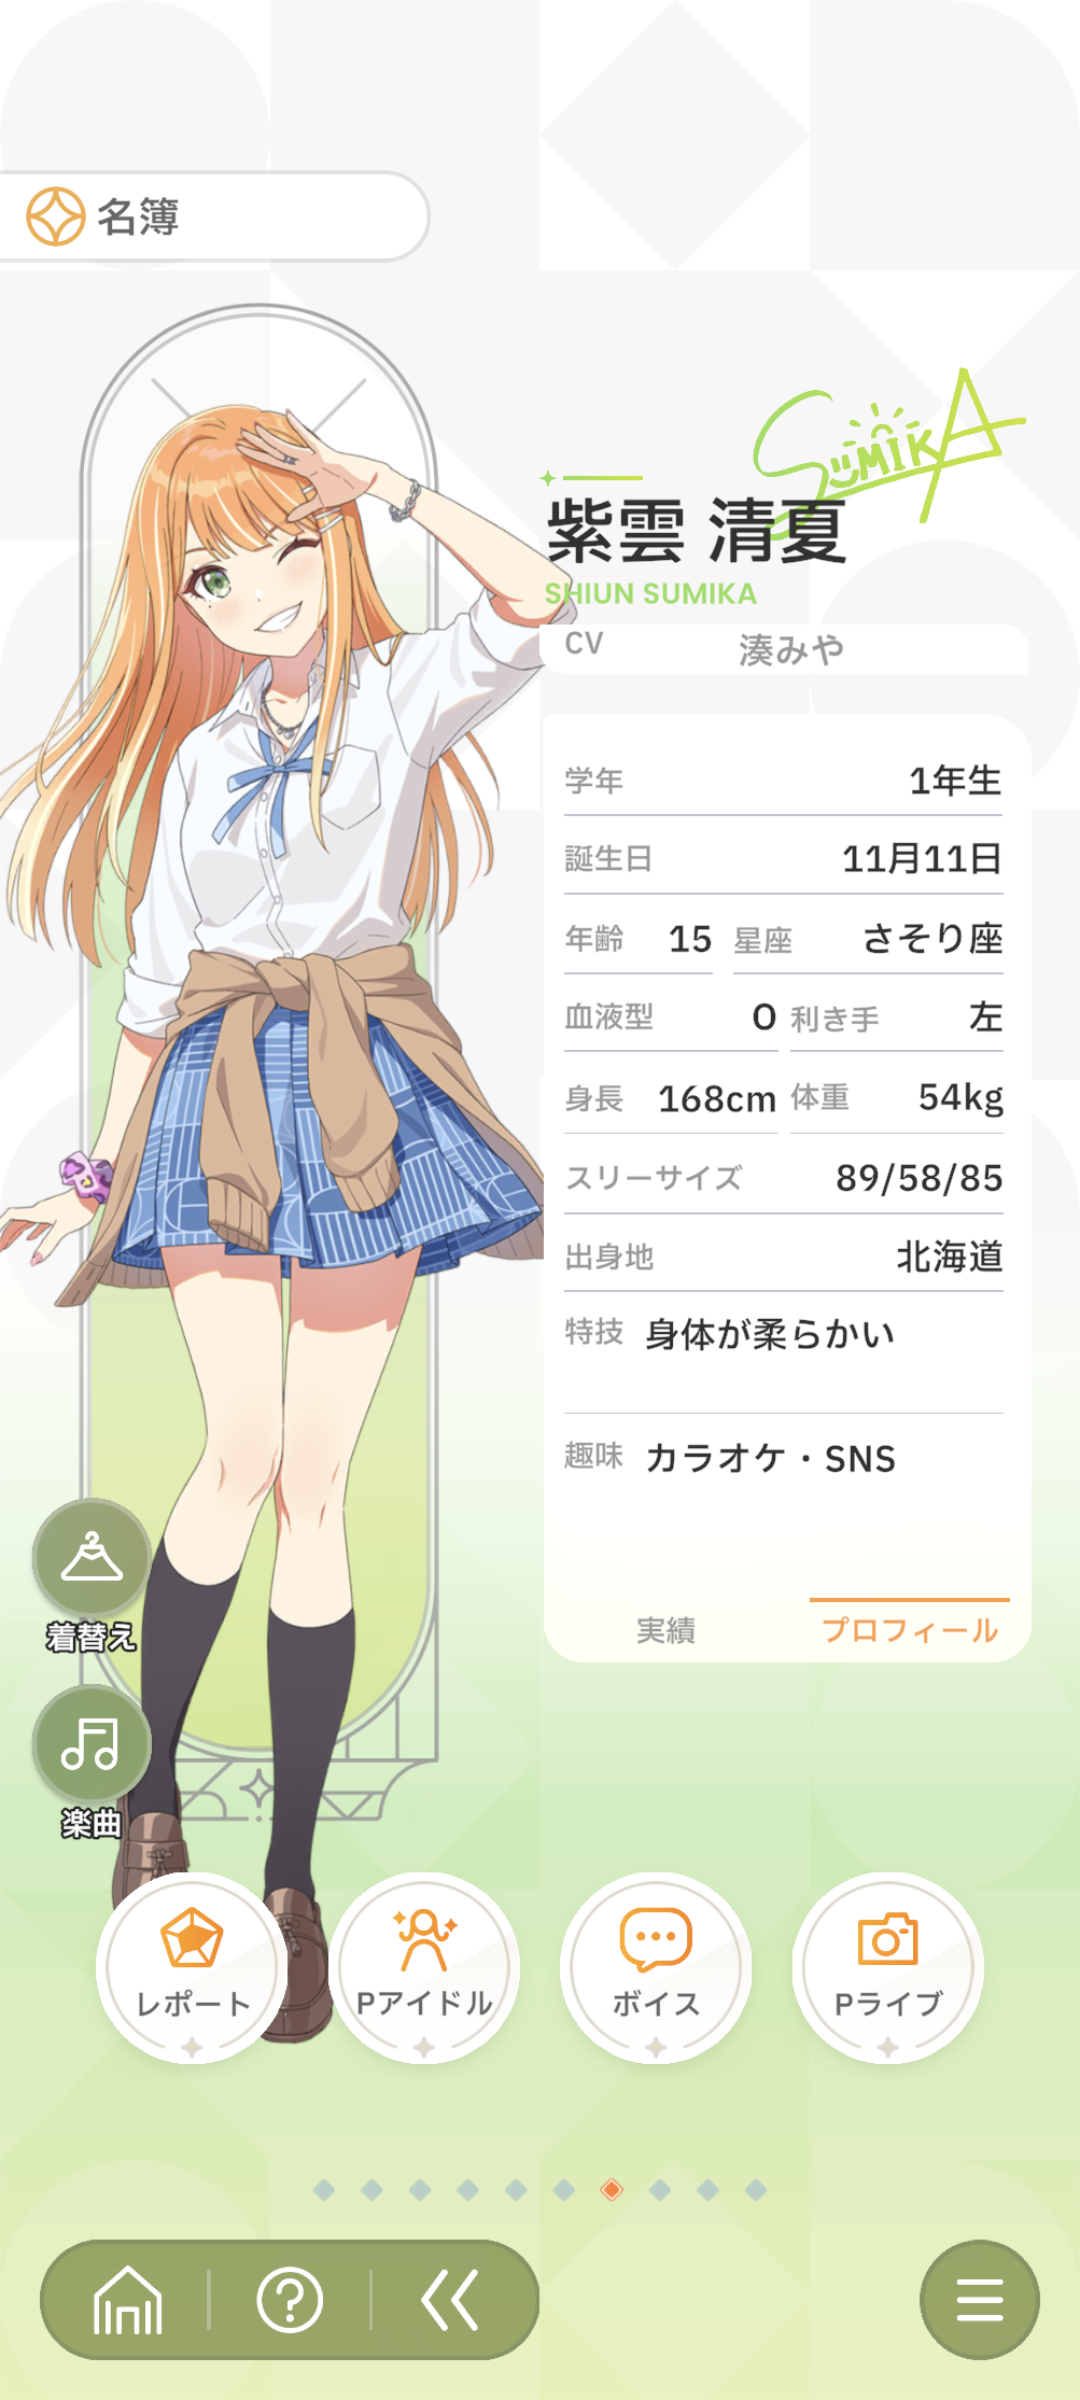 名簿
SUMIKA
紫雲 清夏
SHIUN SUMIKA
CV 湊みや
学年 1年生
誕生日 11月11日
年齢 15 星座 さそり座
血液型 O 利き手 左
身長 168cm 体重 54kg
スリーサイズ 89/58/85
出身地 北海道
特技 身体が柔らかい
趣味 カラオケ・SNS
実績 プロフィール
着替え
楽曲
レポート Pアイドル ボイス Pライブ